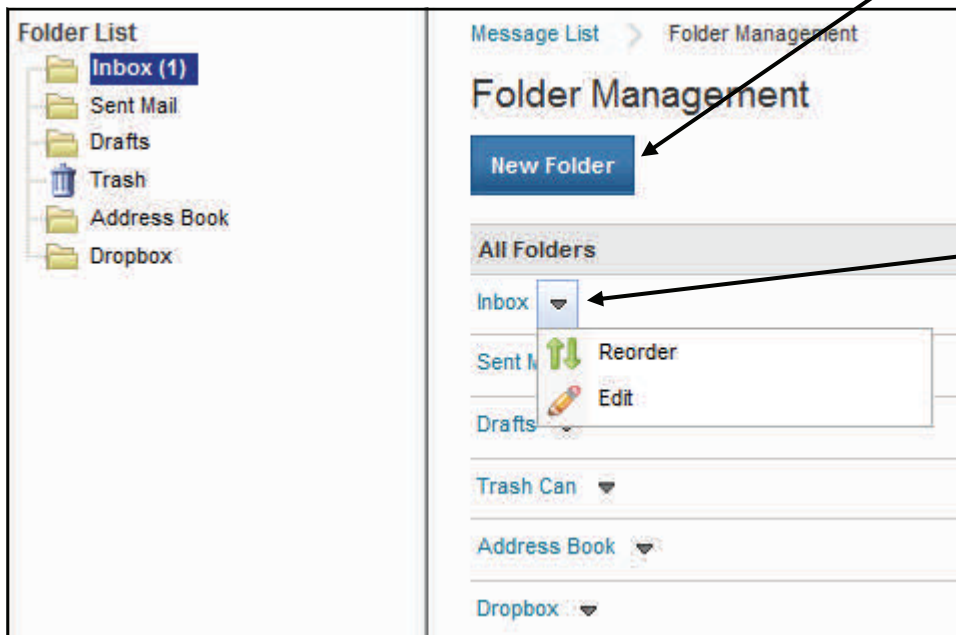 Folder List
Inbox (1)
Sent Mail
Drafts
Trash
Address Book
Dropbox
Message List Folder Management
Folder Management
New Folder
All Folders
Inbox
Reorder
Sent M
Edit
Drafts
Trash Can
Address Book
Dropbox